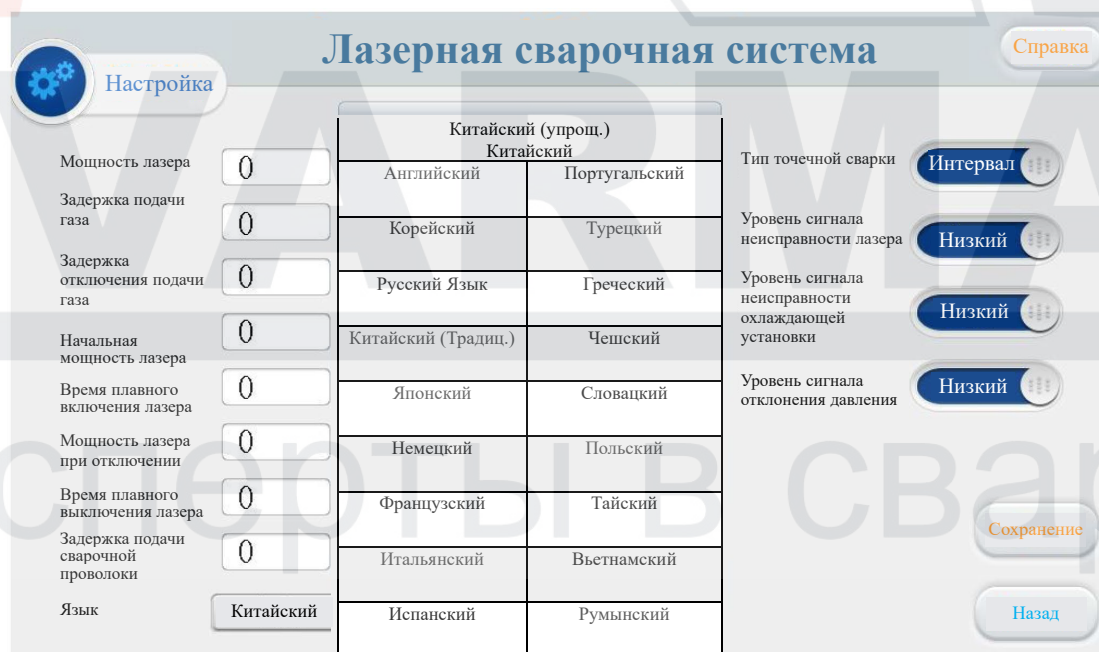 Лазерная сварочная система
Справка
Настройка
Мощность лазера
0
Задержка подачи
газа
0
Задержка
отключения подачи
газа
0
Начальная
мощность лазера
0
Время плавного
включения лазера
0
Мощность лазера
при отключении
0
Время плавного
выключения лазера
0
Задержка подачи
сварочной
проволоки
0
Язык
Китайский
Китайский (упрощ.)
Китайский
Английский Португальский
Корейский Турецкий
Русский Язык Греческий
Китайский (Традиц.) Чешский
Японский Словацкий
Немецкий Польский
Французский Тайский
Итальянский Вьетнамский
Испанский Румынский
Тип точечной сварки
Интервал
Уровень сигнала
неисправности лазера
Низкий
Уровень сигнала
неисправности
охлаждающей
установки
Низкий
Уровень сигнала
отклонения давления
Низкий
Сохранение
Назад
VARMA
сперты в свар